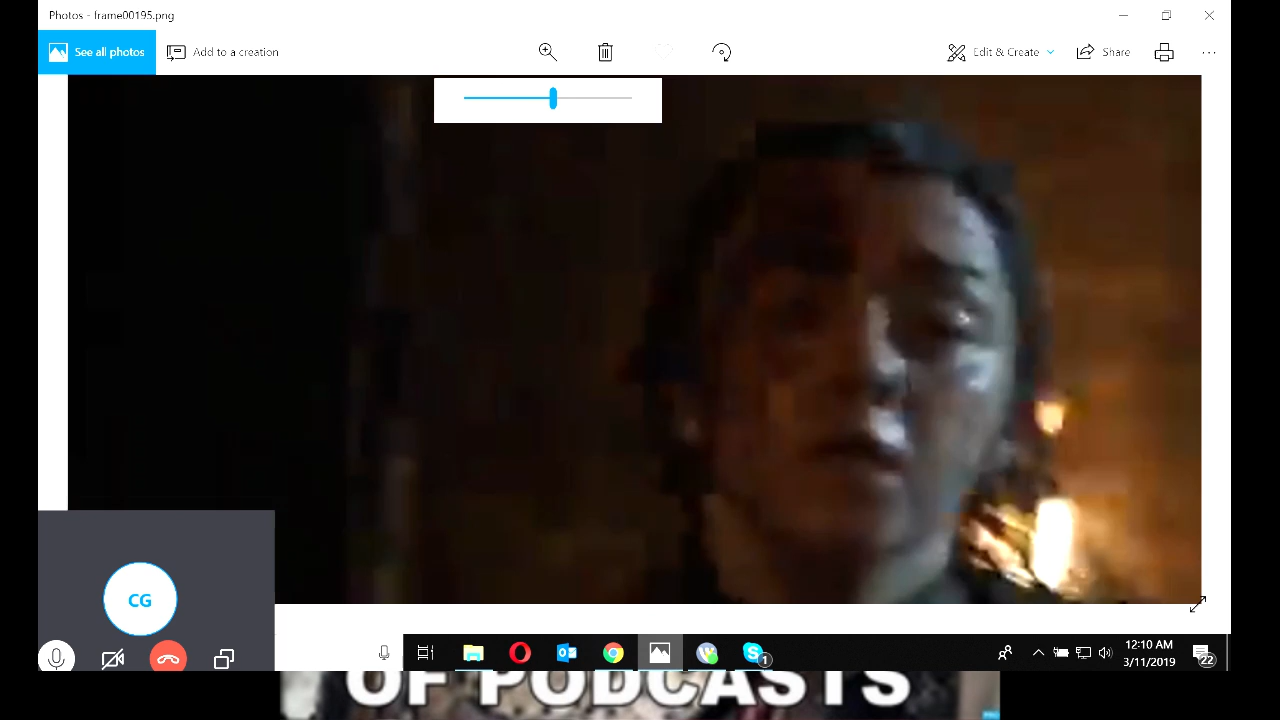 Photos - frame00195.png
See all photos
Add to a creation
Edit & Create
Share
CG
12:10 AM
3/11/2019
1
22
OF PODCASTS